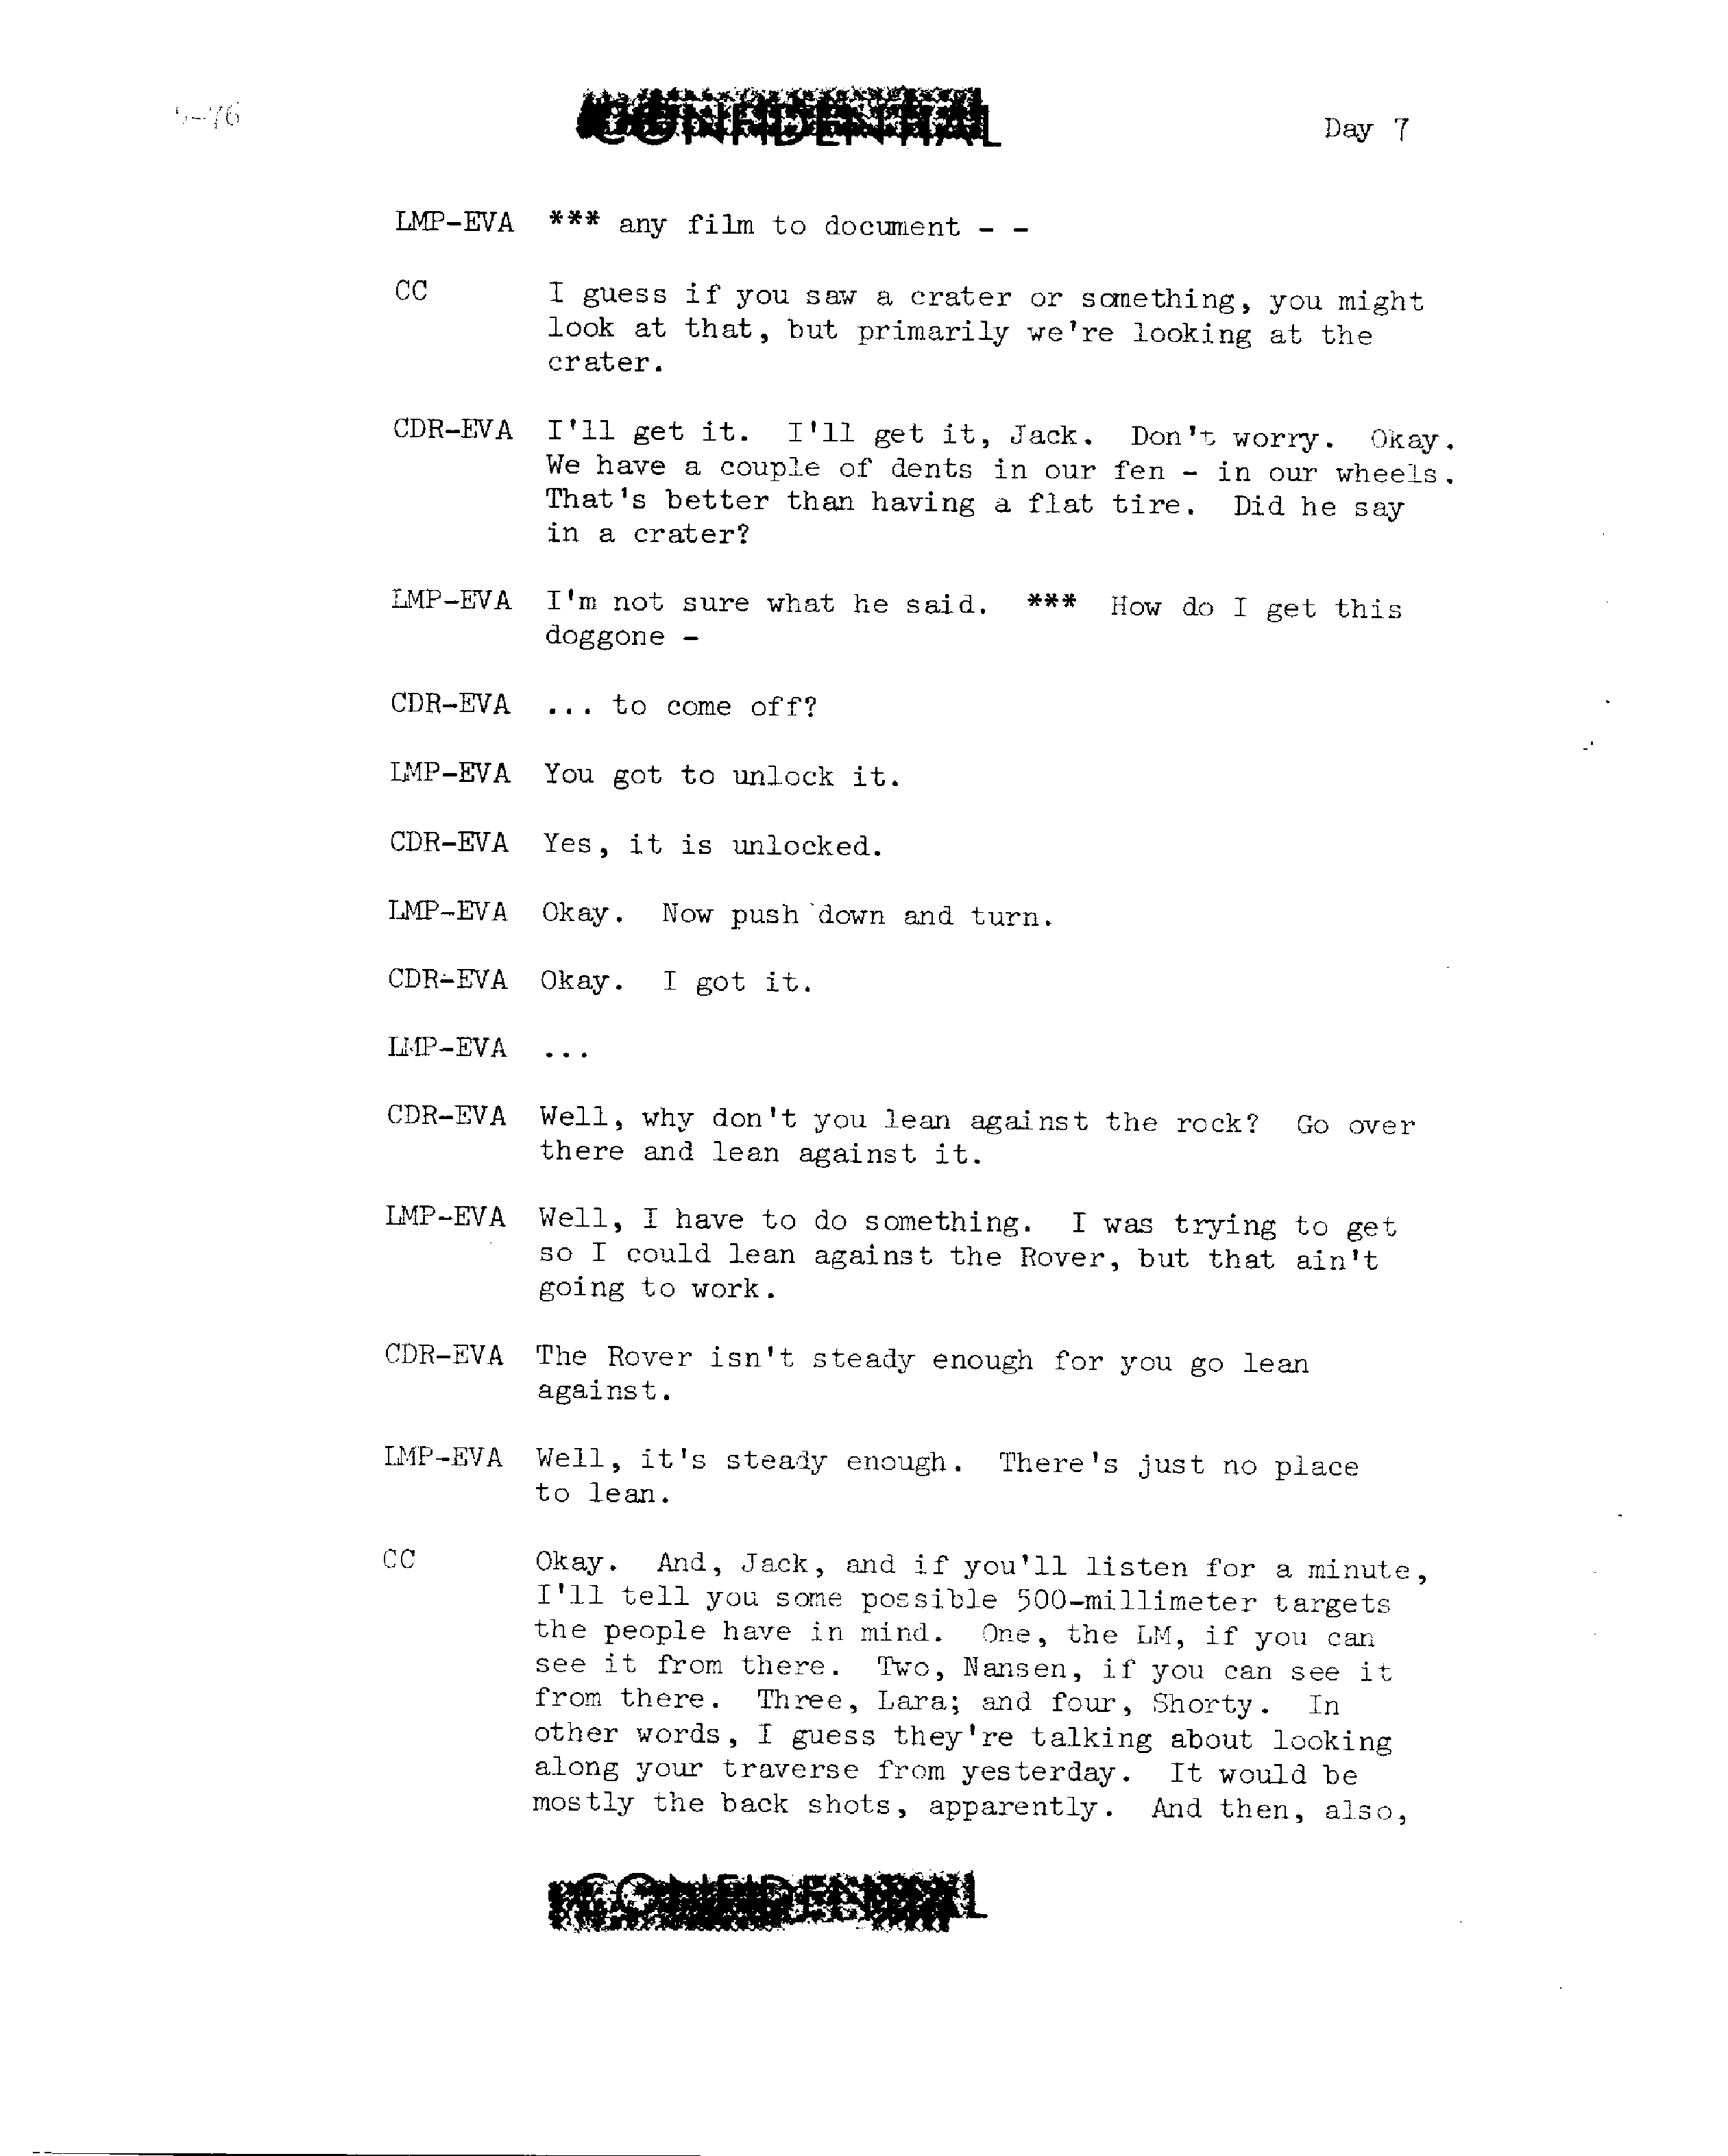 CONFIDENTIAL
Day 7
LMP-EVA *** any film to document - -
CC I guess if you saw a crater or something, you might
look at that, but primarily we're looking at the
crater.
CDR-EVA I'll get it. I'll get it, Jack. Don't worry. Okay.
We have a couple of dents in our fen - in our wheels.
That's better than having a flat tire. Did he say
in a crater?
LMP-EVA I'm not sure what he said. *** How do I get this
doggone -
CDR-EVA ... to come off?
LMP-EVA You got to unlock it.
CDR-EVA Yes, it is unlocked.
LMP-EVA Okay. Now push down and turn.
CDR-EVA Okay. I got it.
LMP-EVA ...
CDR-EVA Well, why don't you lean against the rock? Go over
there and lean against it.
LMP-EVA Well, I have to do something. I was trying to get
so I could lean against the Rover, but that ain't
going to work.
CDR-EVA The Rover isn't steady enough for you go lean
against.
LMP-EVA Well, it's steady enough. There's just no place
to lean.
CC Okay. And, Jack, and if you'll listen for a minute,
I'll tell you some possible 500-millimeter targets
the people have in mind. One, the LM, if you can
see it from there. Two, Nansen, if you can see it
from there. Three, Lara; and four, Shorty. In
other words, I guess they're talking about looking
along your traverse from yesterday. It would be
mostly the back shots, apparently. And then, also,
CONFIDENTIAL